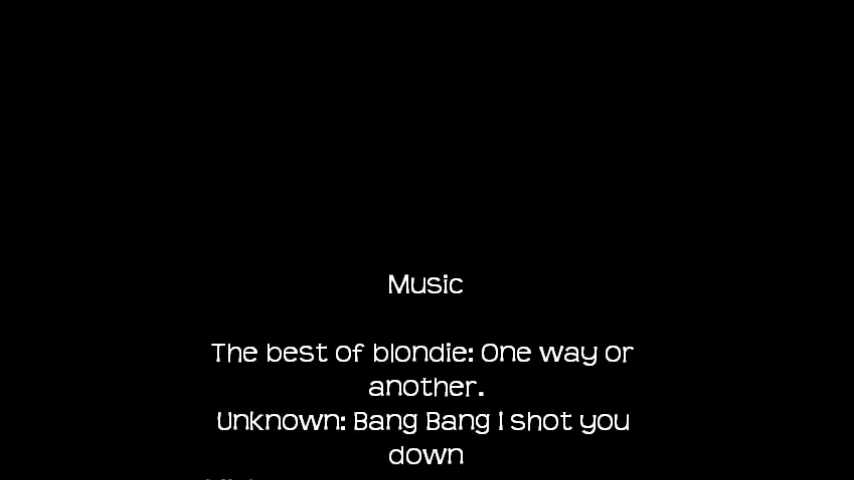 Music
The best of blondie: One way or
another.
Unknown: Bang Bang I shot you
down